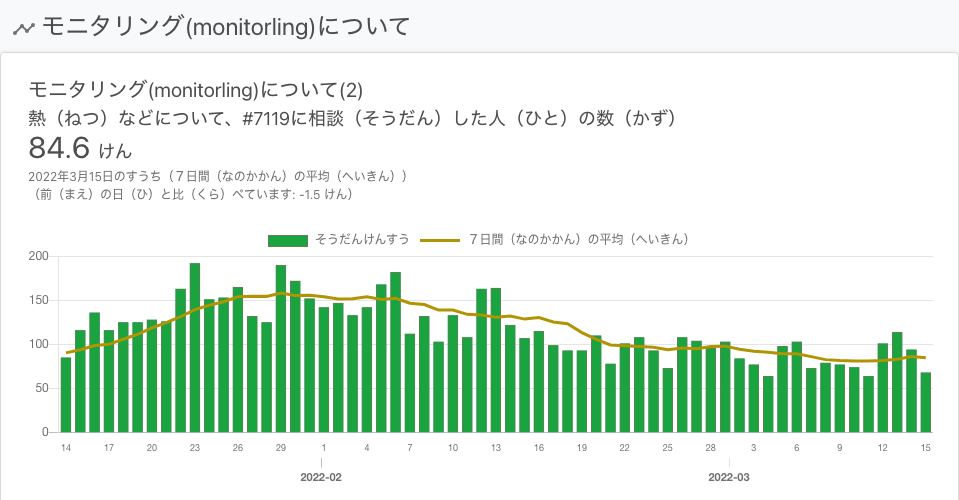 モニタリング(monitorling)について
モニタリング(monitorling)について(2)
熱（ねつ）などについて、#7119に相談（そうだん）した人（ひと）の数（かず）
84.6 けん
2022年3月15日のすうち（７日間（なのかかん）の平均（へいきん））
（前（まえ）の日（ひ）と比（くら）べています: -1.5 けん）
そうだんけんすう ７日間（なのかかん）の平均（へいきん）
200
150
100
50
0
14 17 20 23 26 29 1 4 7 10 13 16 19 22 25 28 3 6 9 12 15
2022-02 2022-03